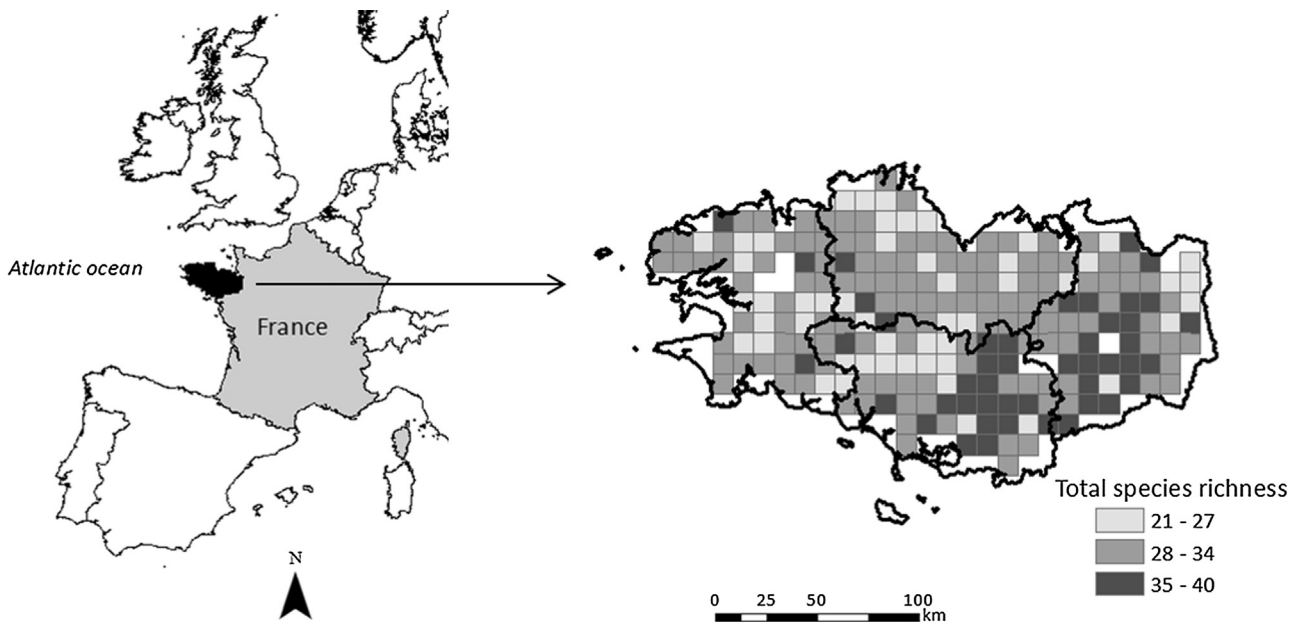 Atlantic ocean
France
N
Total species richness
21 - 27
28 - 34
35 - 40
0 25 50 100
km